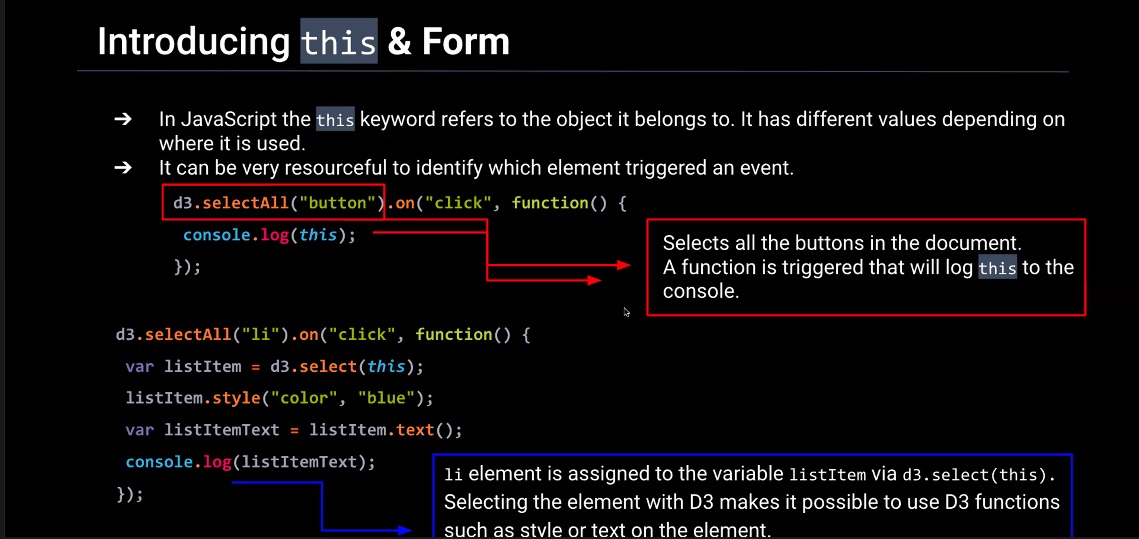 Introducing this & Form
➔ In JavaScript the this keyword refers to the object it belongs to. It has different values depending on
where it is used.
➔ It can be very resourceful to identify which element triggered an event.
d3.selectAll("button").on("click", function() {
console.log(this);
});
Selects all the buttons in the document.
A function is triggered that will log this to the
console.
d3.selectAll("li").on("click", function() {
var listItem = d3.select(this);
listItem.style("color", "blue");
var listItemText = listItem.text();
console.log(listItemText);
});
li element is assigned to the variable listItem via d3.select(this).
Selecting the element with D3 makes it possible to use D3 functions
such as style or text on the element.